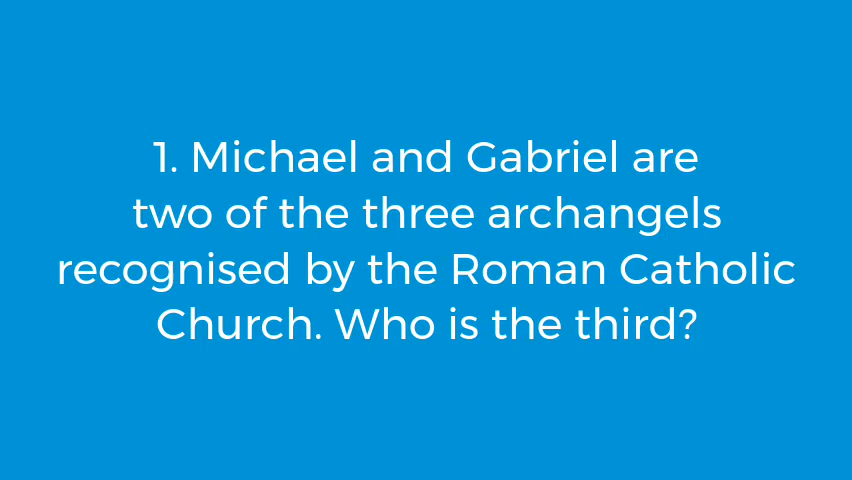 1. Michael and Gabriel are
two of the three archangels
recognised by the Roman Catholic
Church. Who is the third?